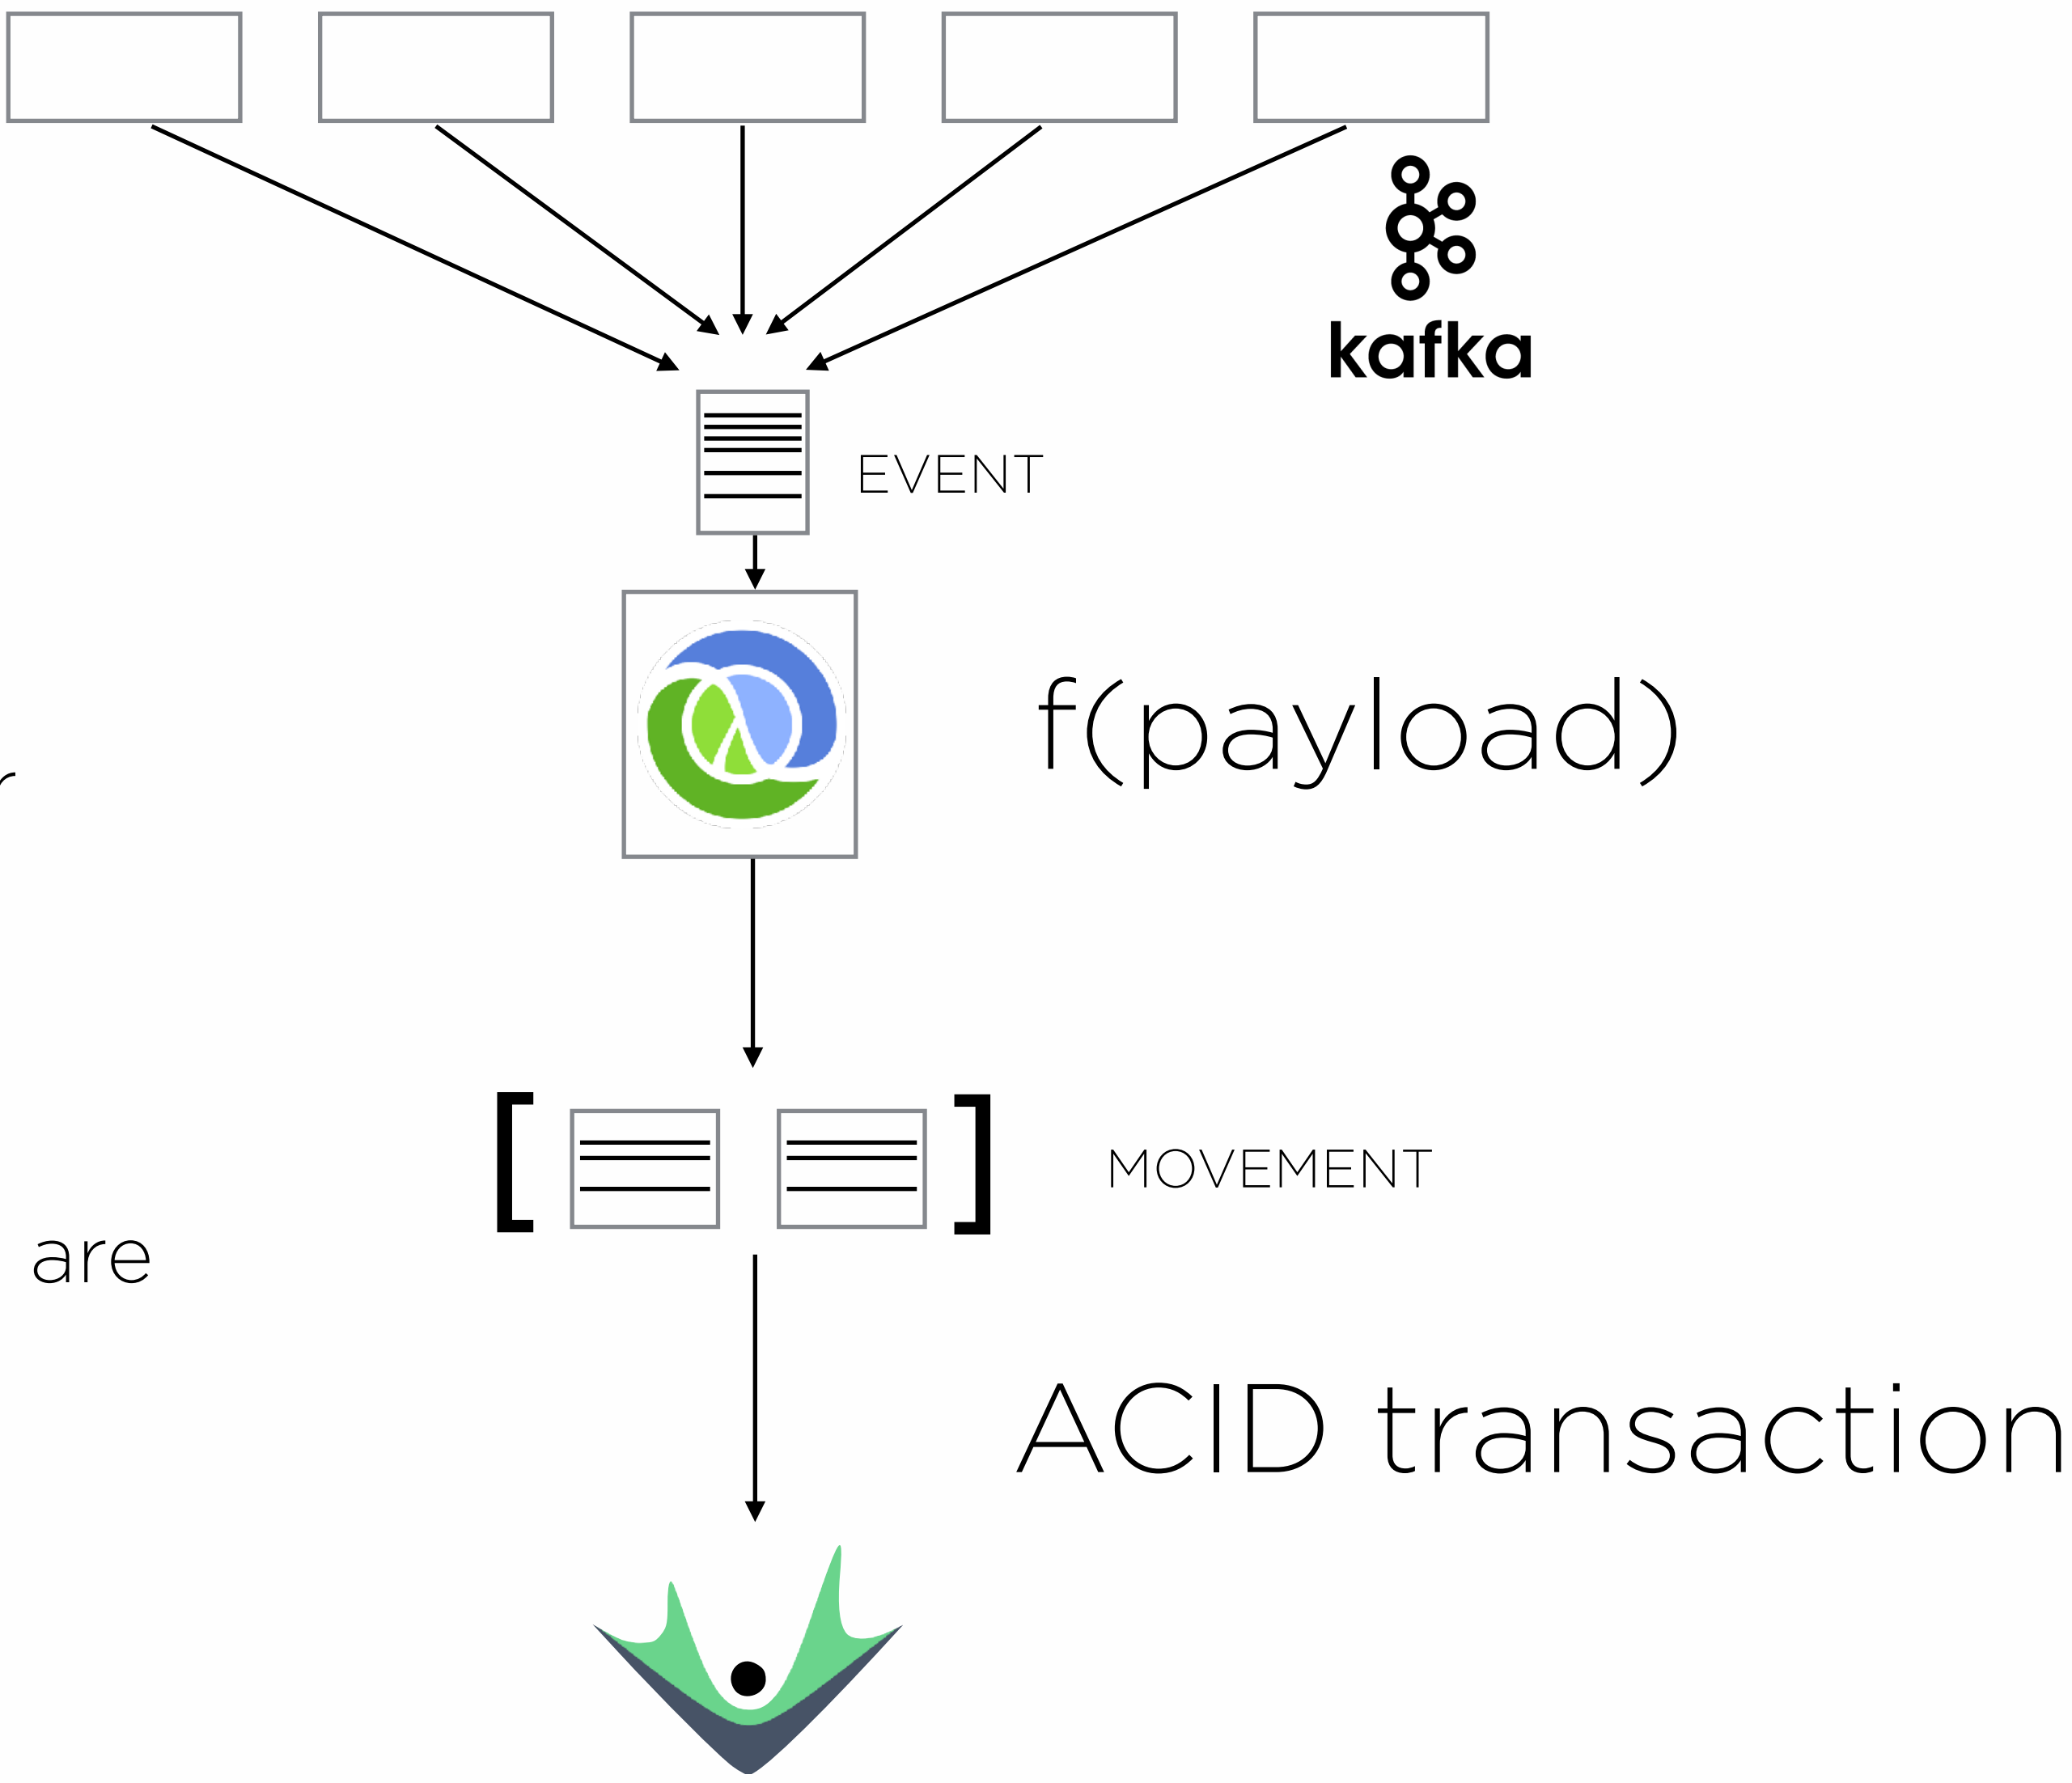 kafka
EVENT
f(payload)
MOVEMENT
are
ACID transaction